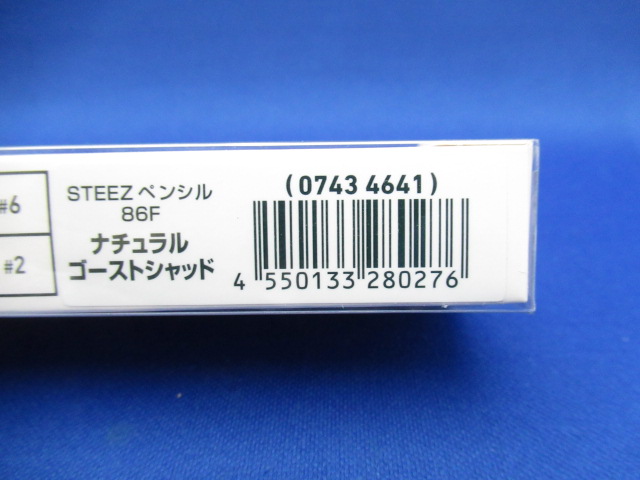 #6
#2
STEEZ ペンシル
86F
ナチュラル
ゴーストシャッド
(0743 4641)
4 550133 280276